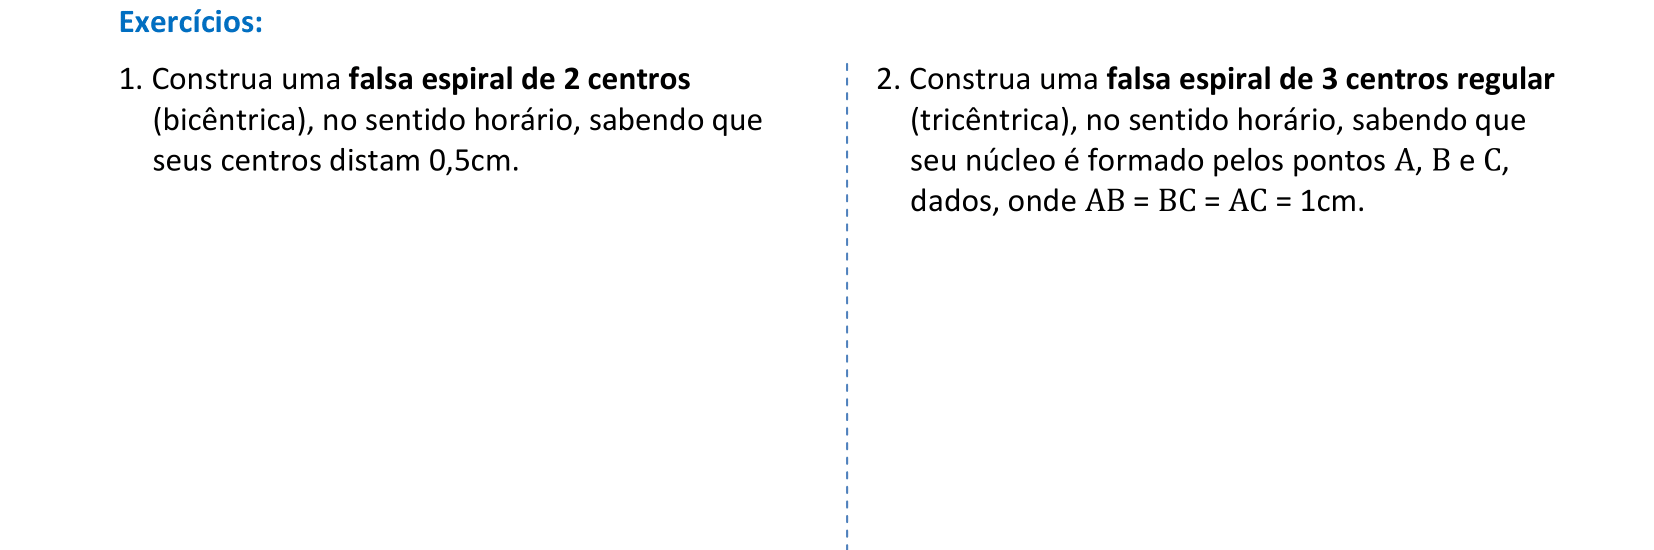 Exercícios:
1. Construa uma falsa espiral de 2 centros
(bicêntrica), no sentido horário, sabendo que
seus centros distam 0,5cm.
2. Construa uma falsa espiral de 3 centros regular
(tricêntrica), no sentido horário, sabendo que
seu núcleo é formado pelos pontos A, B e C,
dados, onde AB = BC = AC = 1cm.